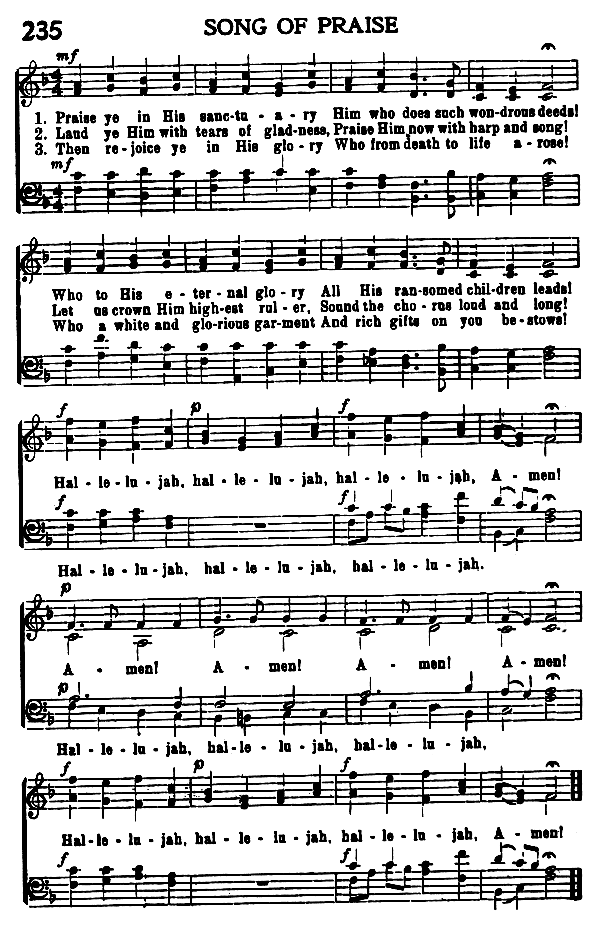 235 SONG OF PRAISE
mf
1. Praise ye in His sanc-tu-a-ry Him who does such won-drous deeds!
2. Laud ye Him with tears of glad-ness, Praise Him now with harp and song!
3. Then re-joice ye in His glo-ry Who from death to life a-rose!
mf
Who to His e-ter-nal glo-ry All His ran-somed chil-dren leads!
Let us crown Him high-est rul-er, Sound the cho-rus loud and long!
Who a white and glo-rious gar-ment And rich gifts on you be-stows!
f p f
Hal-le-lu-jah, hal-le-lu-jah, hal-le-lu-jah, A-men!
f f
Hal-le-lu-jah, hal-le-lu-jah, hal-le-lu-jah.
p
A-men! A-men! A-men! A-men!
p
Hal-le-lu-jah, hal-le-lu-jah, hal-le-lu-jah,
f p f
Hal-le-lu-jah, hal-le-lu-jah, hal-le-lu-jah, A-men!
f f